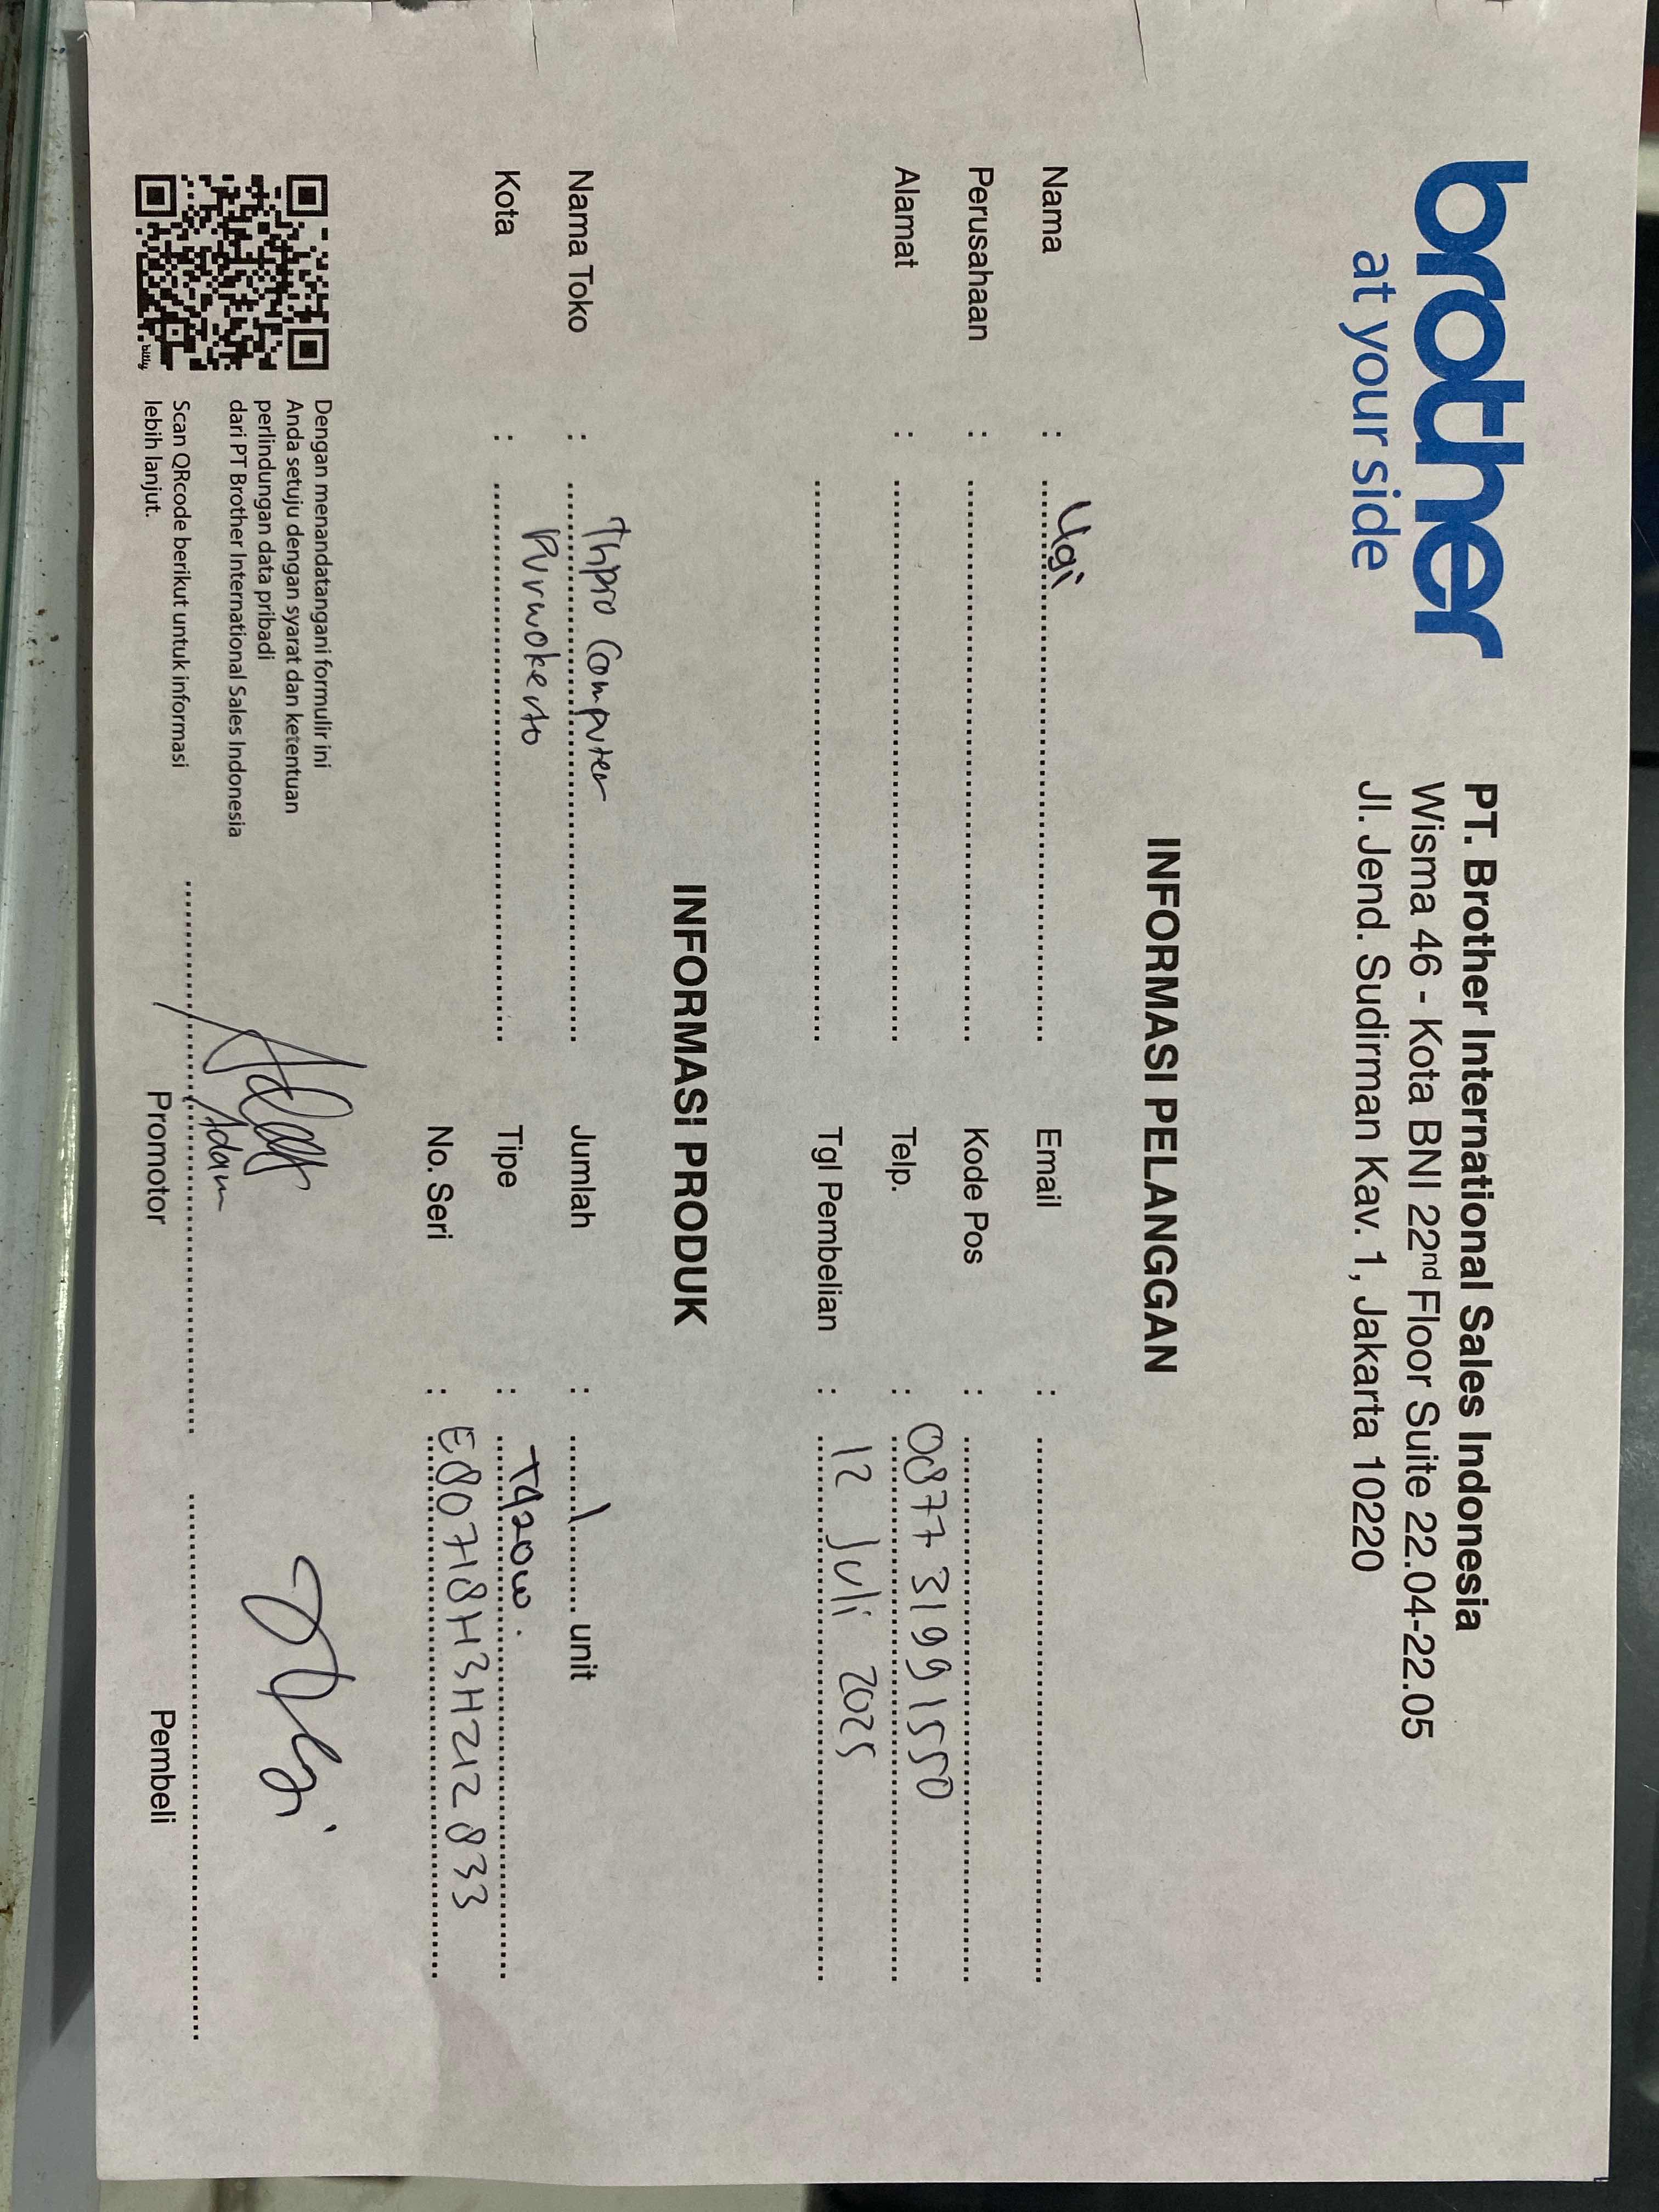 brother
at your side
PT. Brother International Sales Indonesia
Wisma 46 - Kota BNI 22nd Floor Suite 22.04-22.05
Jl. Jend. Sudirman Kav. 1, Jakarta 10220
INFORMASI PELANGGAN
Nama : Ugi Email :
Perusahaan : Kode Pos :
Alamat : Telp. : 0877 31991550
Tgl Pembelian : 12 Juli 2025
INFORMASI PRODUK
Nama Toko : Thpro Computer Jumlah : 1 unit
Kota : Purwokerto Tipe : T920W.
No. Seri : E80718H3H212833
Dengan menandatangani formulir ini
Anda setuju dengan syarat dan ketentuan
perlindungan data pribadi
dari PT Brother International Sales Indonesia
Scan QRcode berikut untuk informasi
lebih lanjut.
bitly
Adam
Promotor Pembeli